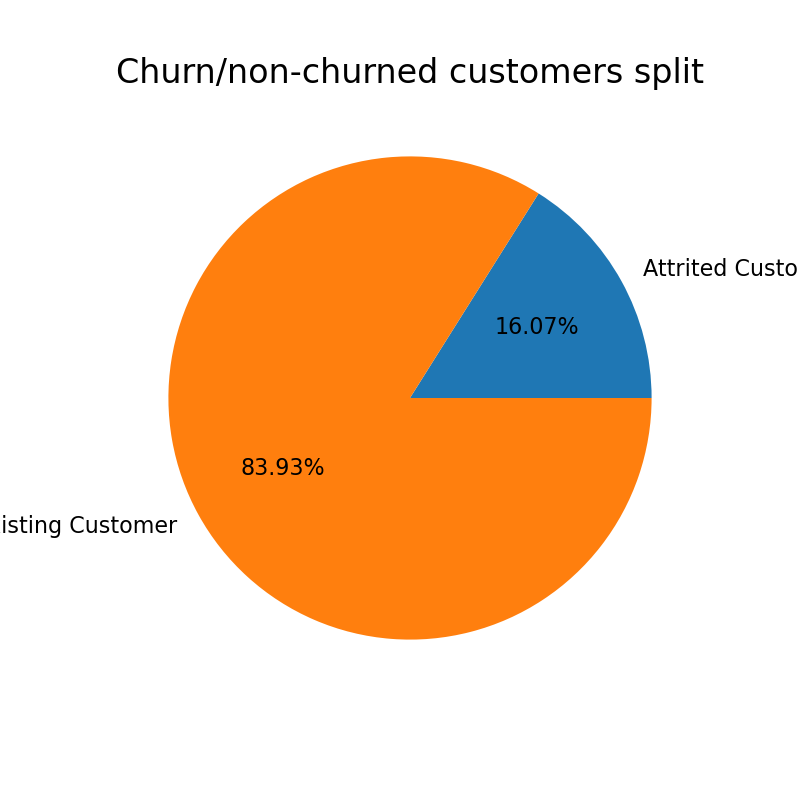 Churn/non-churned customers split
Attrited Custo
16.07%
83.93%
isting Customer